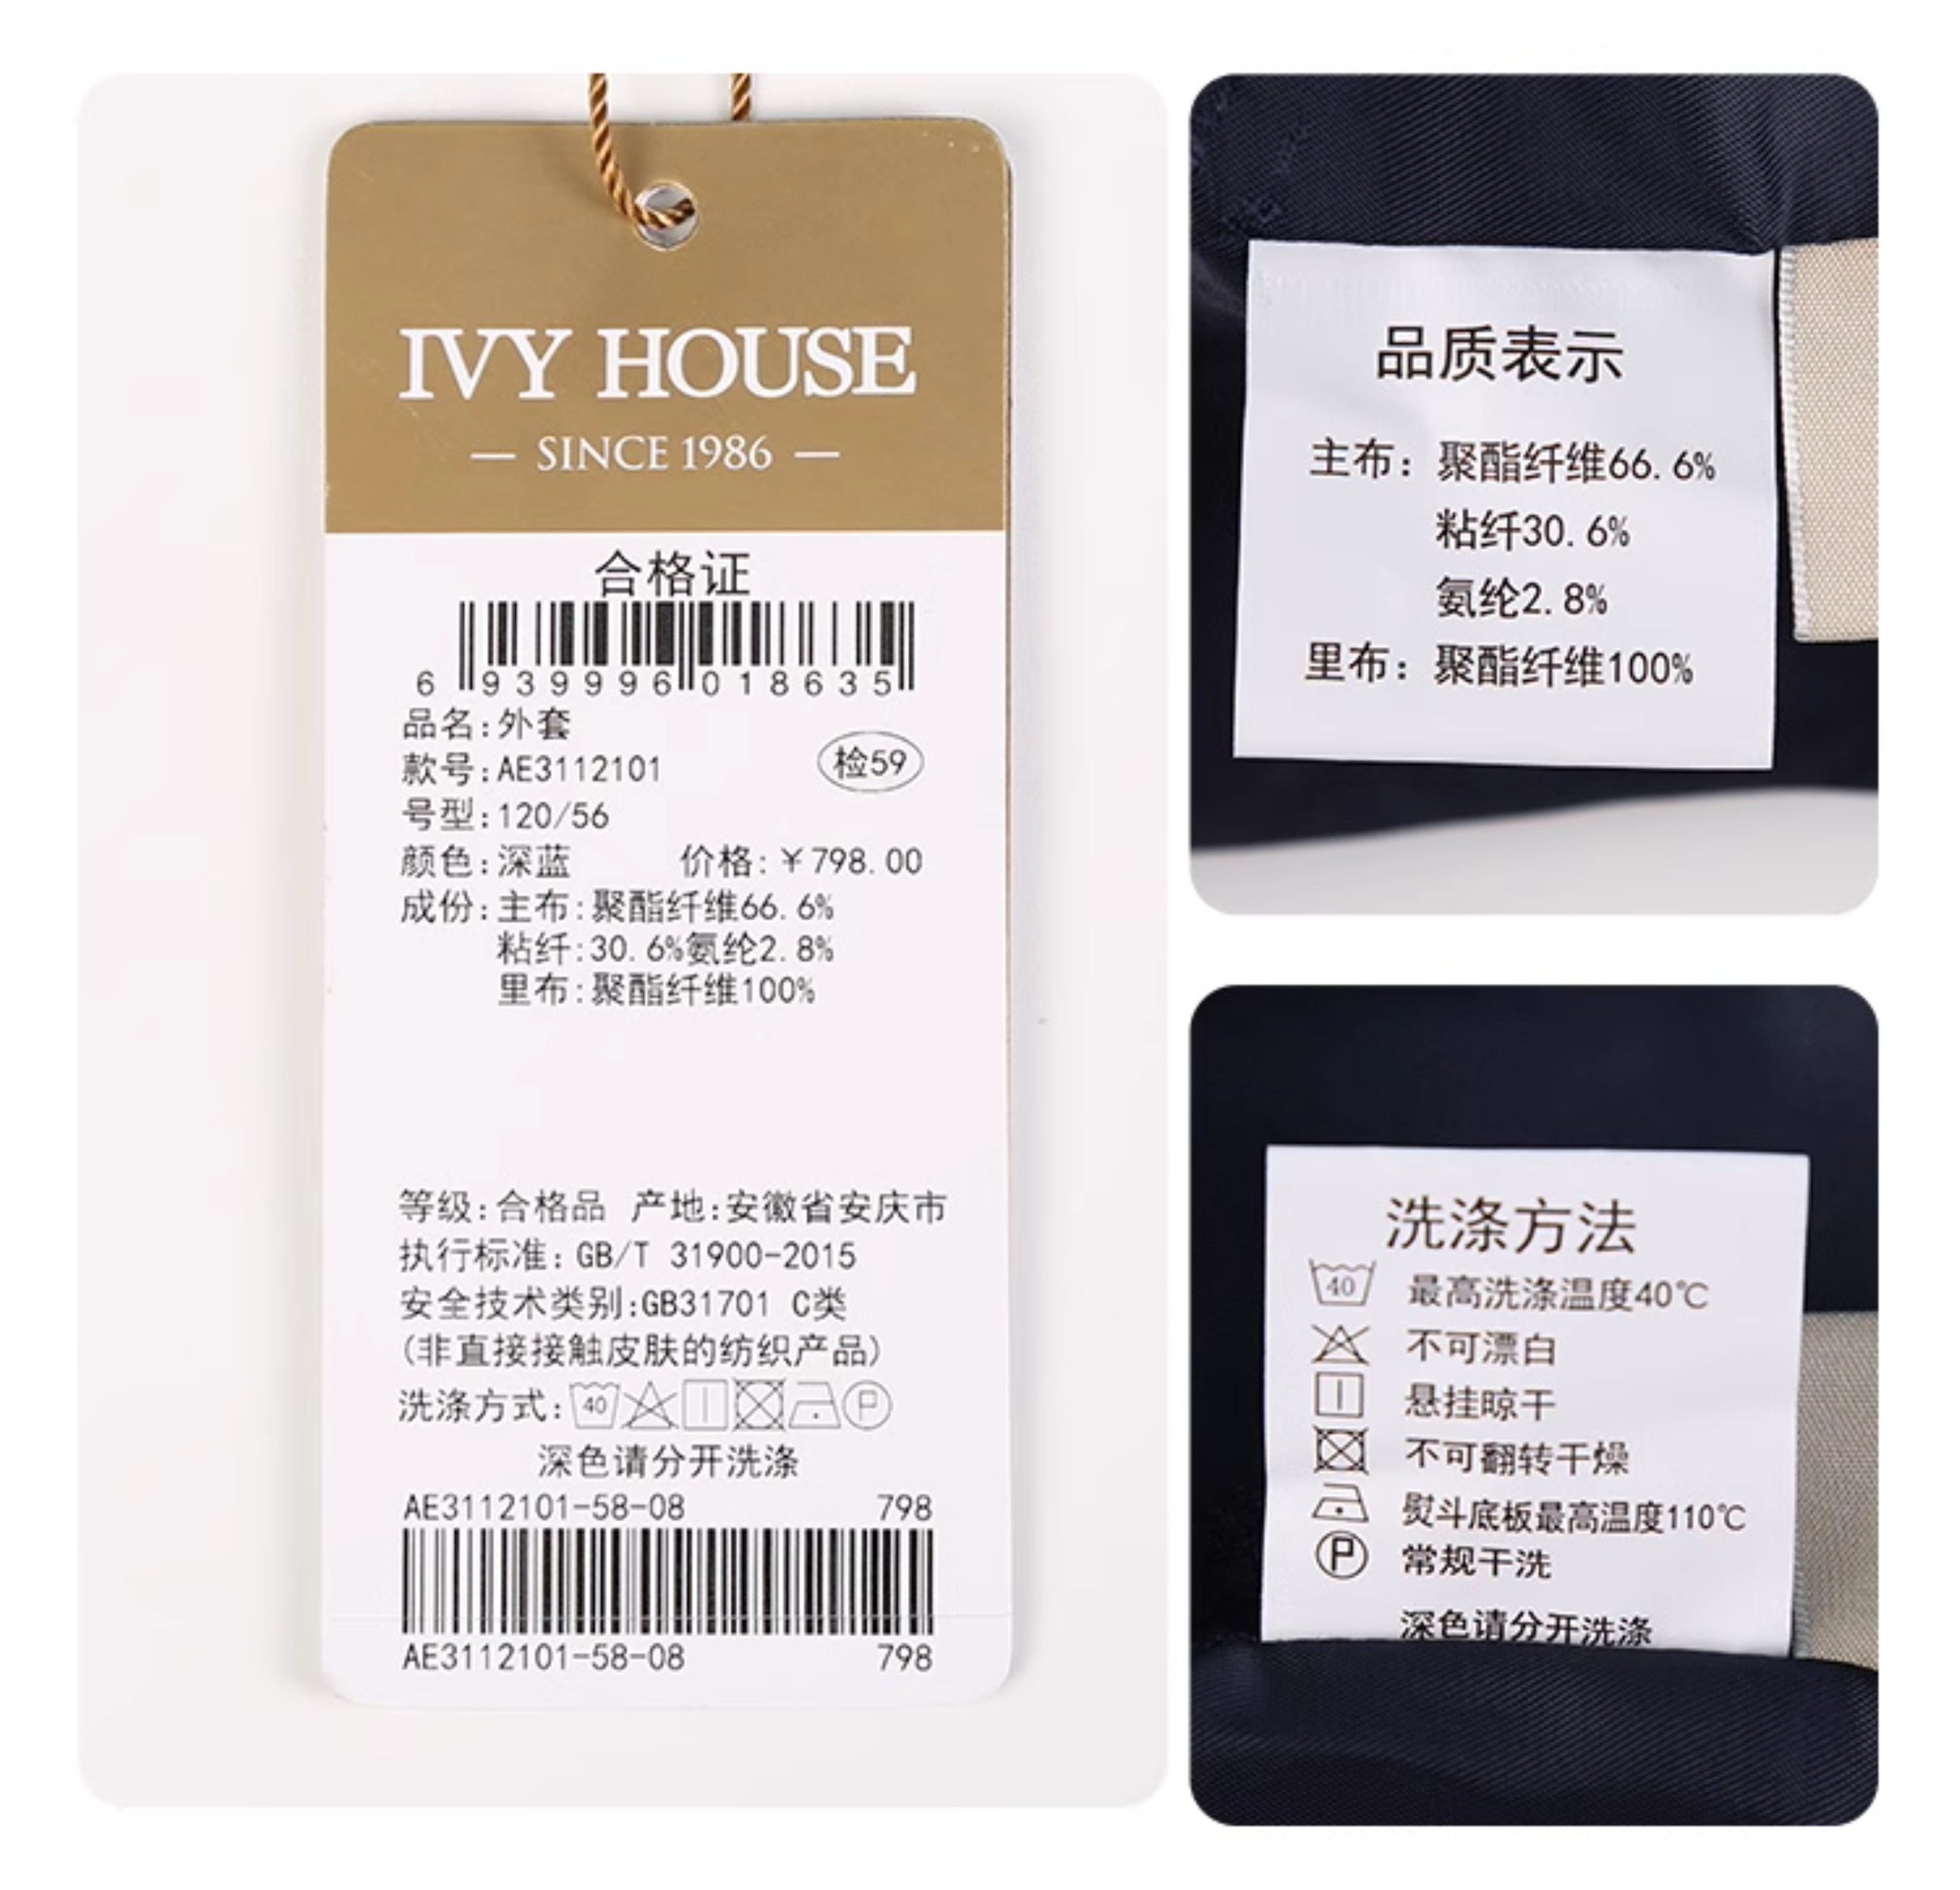 IVY HOUSE
— SINCE 1986 —
合格证
6 939996 018635
品名:外套
款号:AE3112101
检59
号型:120/56
颜色:深蓝 价格:￥798.00
成份:主布:聚酯纤维66.6%
粘纤:30.6%氨纶2.8%
里布:聚酯纤维100%
等级:合格品 产地:安徽省安庆市
执行标准:GB/T 31900-2015
安全技术类别:GB31701 C类
(非直接接触皮肤的纺织产品)
洗涤方式: 40 P
深色请分开洗涤
AE3112101-58-08 798
AE3112101-58-08 798
品质表示
主布：聚酯纤维66.6%
粘纤30.6%
氨纶2.8%
里布：聚酯纤维100%
洗涤方法
40 最高洗涤温度40℃
不可漂白
悬挂晾干
不可翻转干燥
熨斗底板最高温度110℃
P 常规干洗
深色请分开洗涤